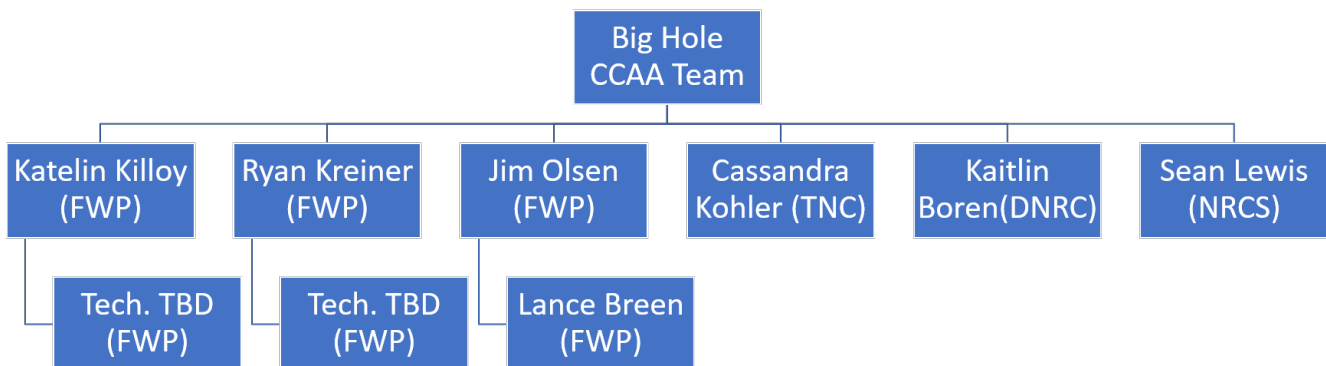 Big Hole
CCAA Team
Katelin Killoy
(FWP)
Ryan Kreiner
(FWP)
Jim Olsen
(FWP)
Cassandra
Kohler (TNC)
Kaitlin
Boren(DNRC)
Sean Lewis
(NRCS)
Tech. TBD
(FWP)
Tech. TBD
(FWP)
Lance Breen
(FWP)